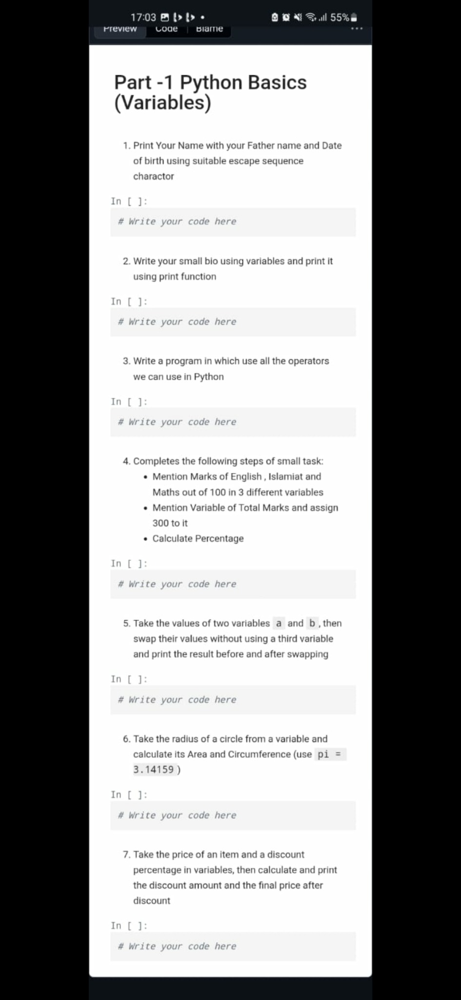 17:03
55%
Preview Code Blame
Part -1 Python Basics
(Variables)
1. Print Your Name with your Father name and Date
of birth using suitable escape sequence
charactor
In [ ]:
# Write your code here
2. Write your small bio using variables and print it
using print function
In [ ]:
# Write your code here
3. Write a program in which use all the operators
we can use in Python
In [ ]:
# Write your code here
4. Completes the following steps of small task:
• Mention Marks of English , Islamiat and
Maths out of 100 in 3 different variables
• Mention Variable of Total Marks and assign
300 to it
• Calculate Percentage
In [ ]:
# Write your code here
5. Take the values of two variables a and b , then
swap their values without using a third variable
and print the result before and after swapping
In [ ]:
# Write your code here
6. Take the radius of a circle from a variable and
calculate its Area and Circumference (use pi =
3.14159 )
In [ ]:
# Write your code here
7. Take the price of an item and a discount
percentage in variables, then calculate and print
the discount amount and the final price after
discount
In [ ]:
# Write your code here